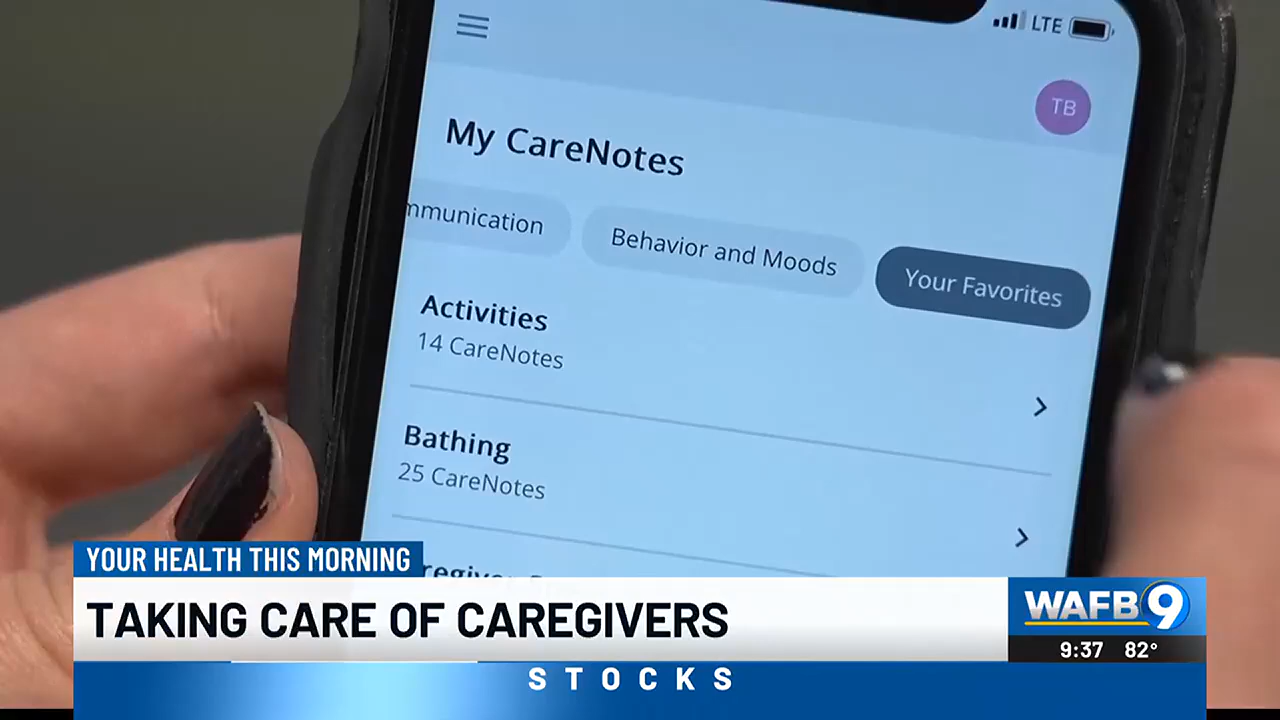 LTE
TB
My CareNotes
mmunication
Behavior and Moods
Your Favorites
Activities
14 CareNotes
Bathing
25 CareNotes
YOUR HEALTH THIS MORNING
TAKING CARE OF CAREGIVERS
WAFB 9
9:37 82°
STOCKS